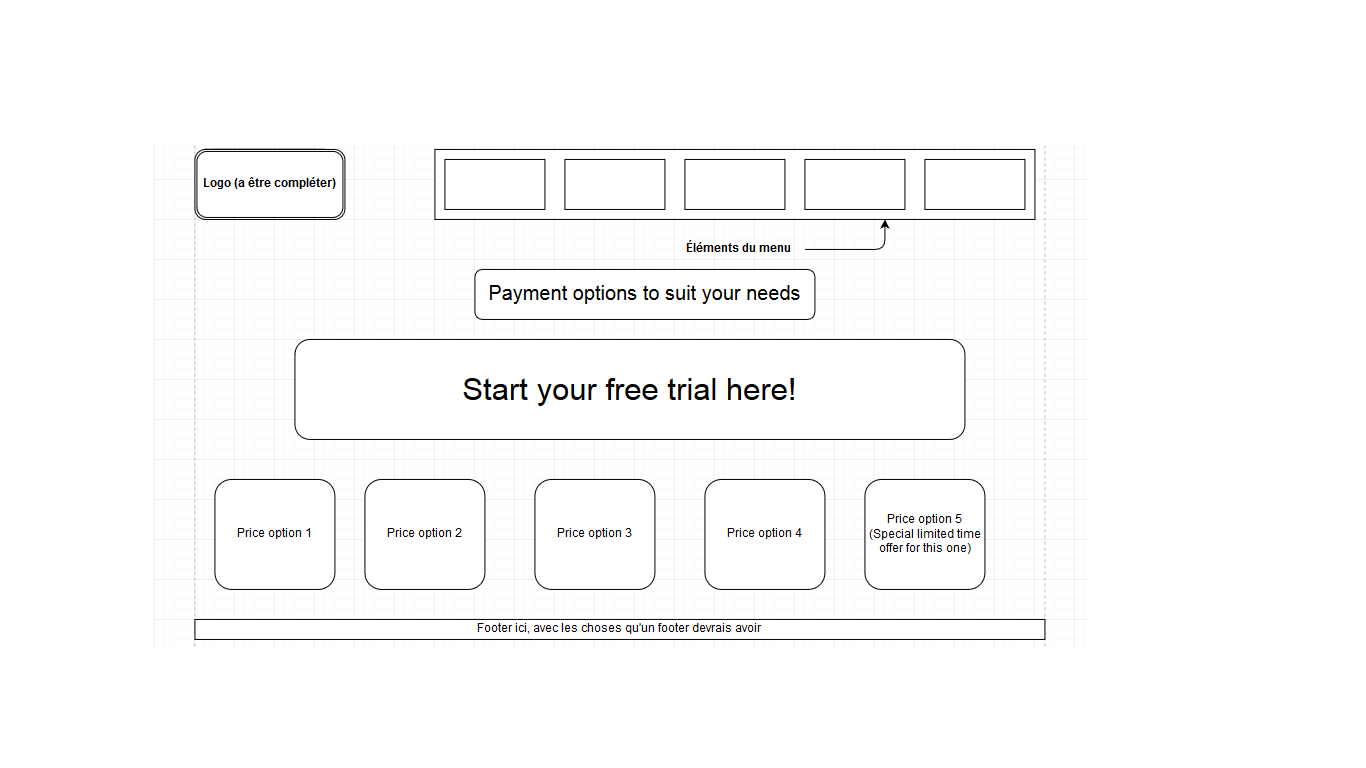 Logo (a être compléter)
Éléments du menu
Payment options to suit your needs
Start your free trial here!
Price option 1
Price option 2
Price option 3
Price option 4
Price option 5
(Special limited time
offer for this one)
Footer ici, avec les choses qu'un footer devrais avoir